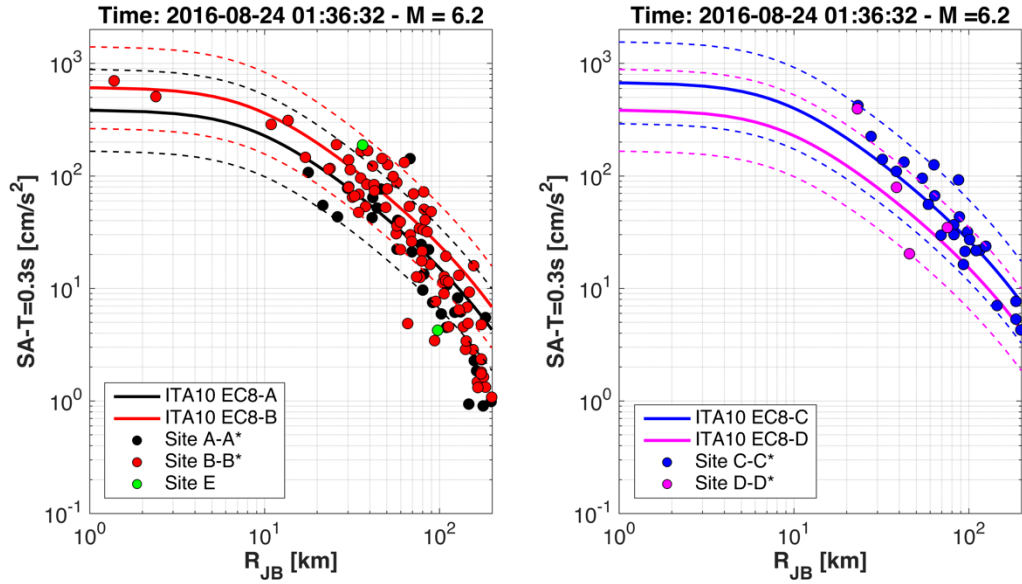 Time: 2016-08-24 01:36:32 - M = 6.2
SA-T=0.3s [cm/s²]
10³
10²
10¹
10⁰
10⁻¹
ITA10 EC8-A
ITA10 EC8-B
Site A-A*
Site B-B*
Site E
10⁰
10¹
10²
R_JB [km]
Time: 2016-08-24 01:36:32 - M =6.2
SA-T=0.3s [cm/s²]
10³
10²
10¹
10⁰
10⁻¹
ITA10 EC8-C
ITA10 EC8-D
Site C-C*
Site D-D*
10⁰
10¹
10²
R_JB [km]